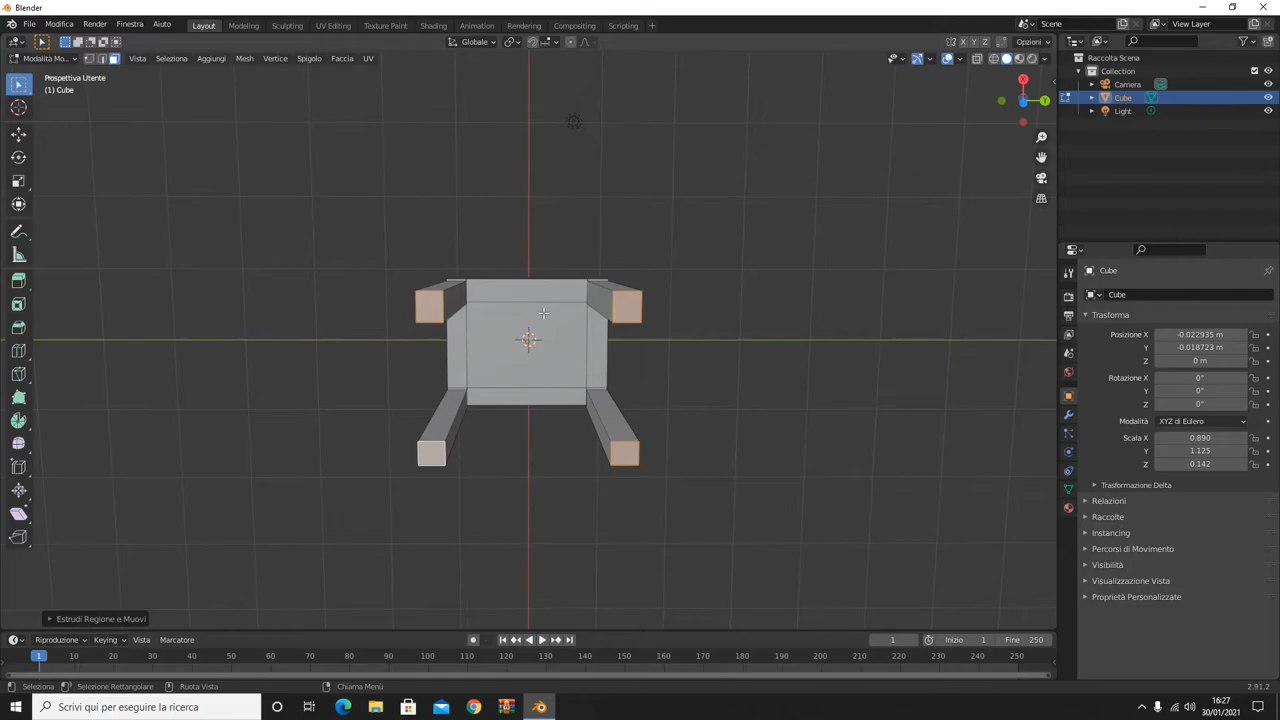 Blender
File Modifica Render Finestra Aiuto Layout Modeling Sculpting UV Editing Texture Paint Shading Animation Rendering Compositing Scripting + Scene View Layer
Globale Opzioni
X Y Z
Modalità Mo... Vista Seleziona Aggiungi Mesh Vertice Spigolo Faccia UV
Prospettiva Utente
(1) Cube
X
Y
Raccolta Scena
Collection
Camera
Cube
Light
Cube
Cube
Trasforma
Posizione X -0.022935 m
Y -0.018723 m
Z 0 m
Rotazione X 0°
Y 0°
Z 0°
Modalità XYZ di Eulero
Scala X 0.890
Y 1.125
Z 0.142
Trasformazione Delta
Relazioni
Raccolte
Instancing
Percorsi di Movimento
Visibilità
Visualizzazione Vista
Proprietà Personalizzate
Estrudi Regione e Muovi
Riproduzione Keying Vista Marcatore 1 Inizio 1 Fine 250
1 10 20 30 40 50 60 70 80 90 100 110 120 130 140 150 160 170 180 190 200 210 220 230 240 250
Seleziona Selezione Rettangolare Ruota Vista Chiama Menù 2.91.2
Scrivi qui per eseguire la ricerca
16:27
30/01/2021